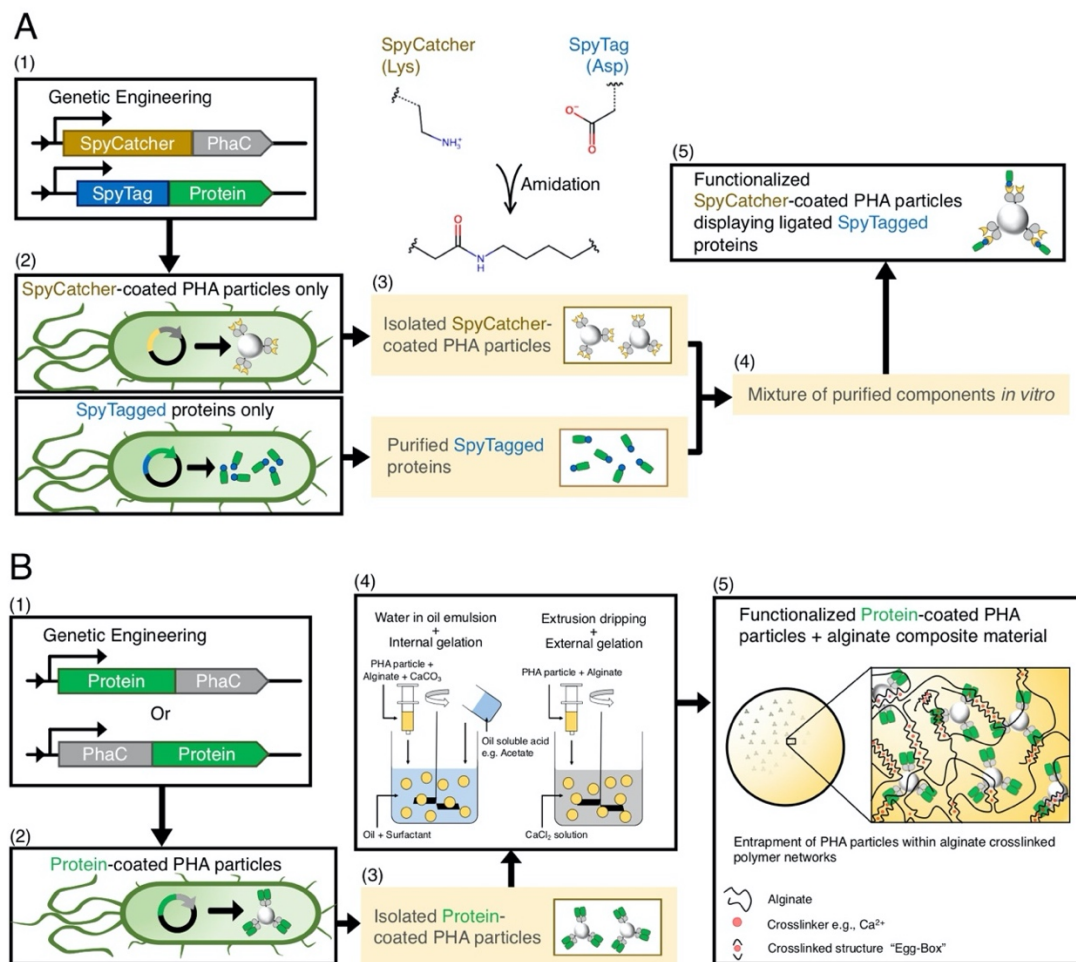 A
(1)
Genetic Engineering
SpyCatcher
PhaC
SpyTag
Protein
SpyCatcher
(Lys)
SpyTag
(Asp)
NH₃⁺
O⁻
O
Amidation
O
N
H
(2)
SpyCatcher-coated PHA particles only
SpyTagged proteins only
(3)
Isolated SpyCatcher-
coated PHA particles
Purified SpyTagged
proteins
(4)
Mixture of purified components in vitro
(5)
Functionalized
SpyCatcher-coated PHA particles
displaying ligated SpyTagged
proteins
B
(1)
Genetic Engineering
Protein
PhaC
Or
PhaC
Protein
(2)
Protein-coated PHA particles
(3)
Isolated Protein-
coated PHA particles
(4)
Water in oil emulsion
+
Internal gelation
PHA particle +
Alginate + CaCO₃
Oil soluble acid
e.g. Acetate
Oil + Surfactant
Extrusion dripping
+
External gelation
PHA particle + Alginate
CaCl₂ solution
(5)
Functionalized Protein-coated PHA
particles + alginate composite material
Entrapment of PHA particles within alginate crosslinked
polymer networks
Alginate
Crosslinker e.g., Ca²⁺
Crosslinked structure “Egg-Box”